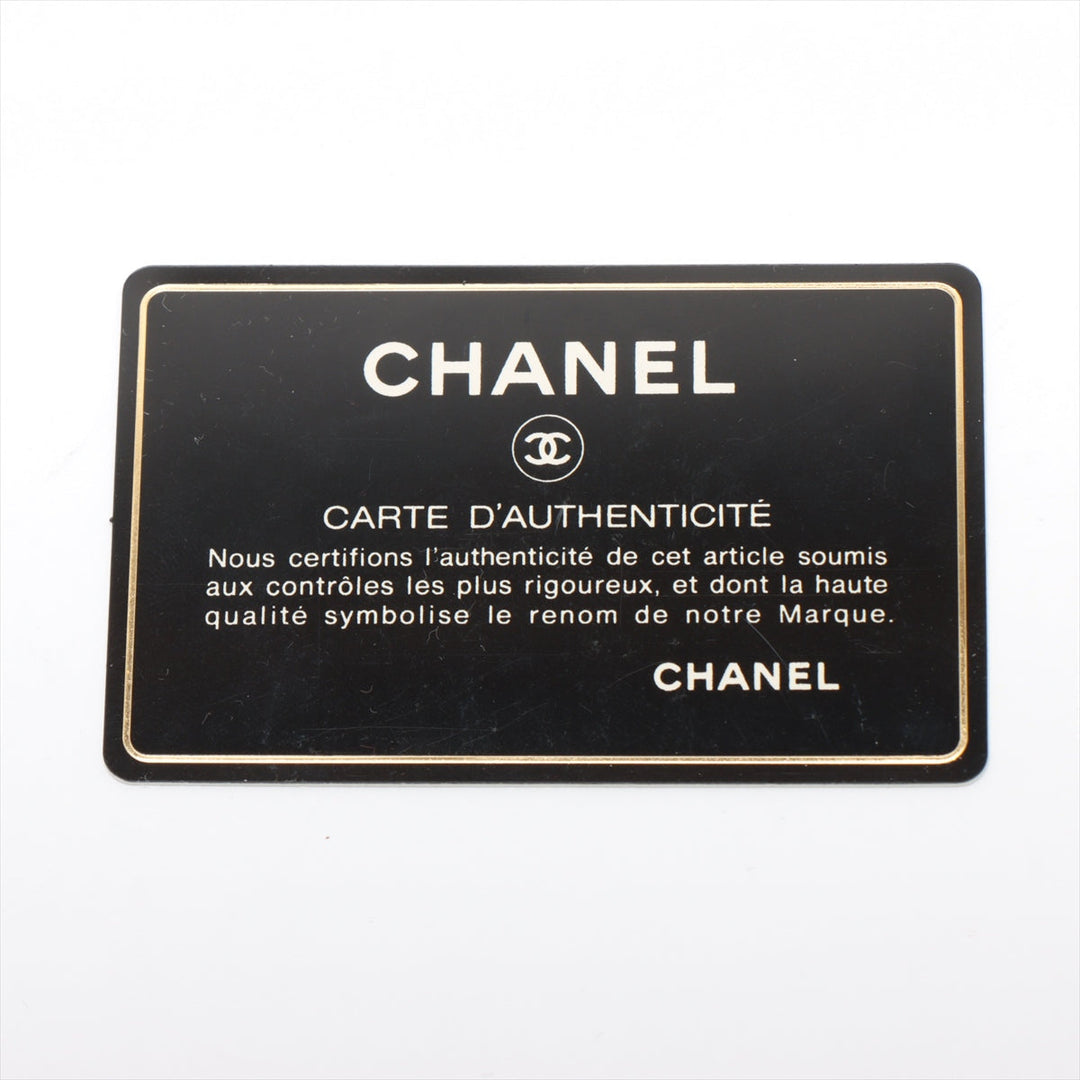 CHANEL
CARTE D'AUTHENTICITÉ
Nous certifions l'authenticité de cet article soumis
aux contrôles les plus rigoureux, et dont la haute
qualité symbolise le renom de notre Marque.
CHANEL